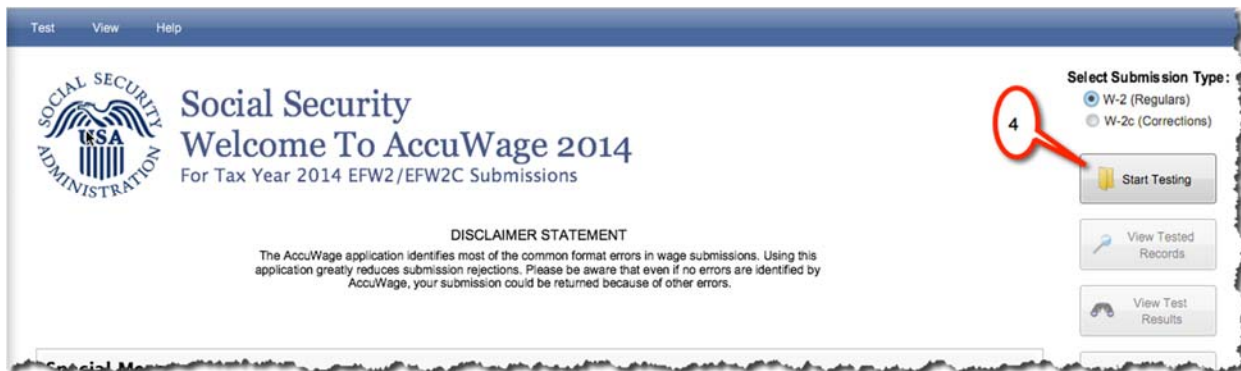 Test View Help
SOCIAL SECURITY ADMINISTRATION
USA
Social Security
Welcome To AccuWage 2014
For Tax Year 2014 EFW2/EFW2C Submissions
DISCLAIMER STATEMENT
The AccuWage application identifies most of the common format errors in wage submissions. Using this
application greatly reduces submission rejections. Please be aware that even if no errors are identified by
AccuWage, your submission could be returned because of other errors.
Select Submission Type:
W-2 (Regulars)
W-2c (Corrections)
4
Start Testing
View Tested
Records
View Test
Results
Special